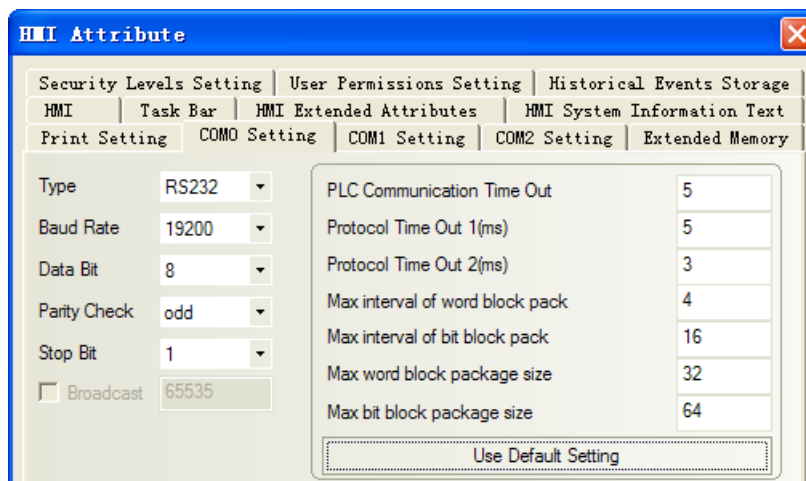 HMI Attribute
Security Levels Setting User Permissions Setting Historical Events Storage
HMI Task Bar HMI Extended Attributes HMI System Information Text
Print Setting COM0 Setting COM1 Setting COM2 Setting Extended Memory
Type RS232
Baud Rate 19200
Data Bit 8
Parity Check odd
Stop Bit 1
Broadcast 65535
PLC Communication Time Out 5
Protocol Time Out 1(ms) 5
Protocol Time Out 2(ms) 3
Max interval of word block pack 4
Max interval of bit block pack 16
Max word block package size 32
Max bit block package size 64
Use Default Setting